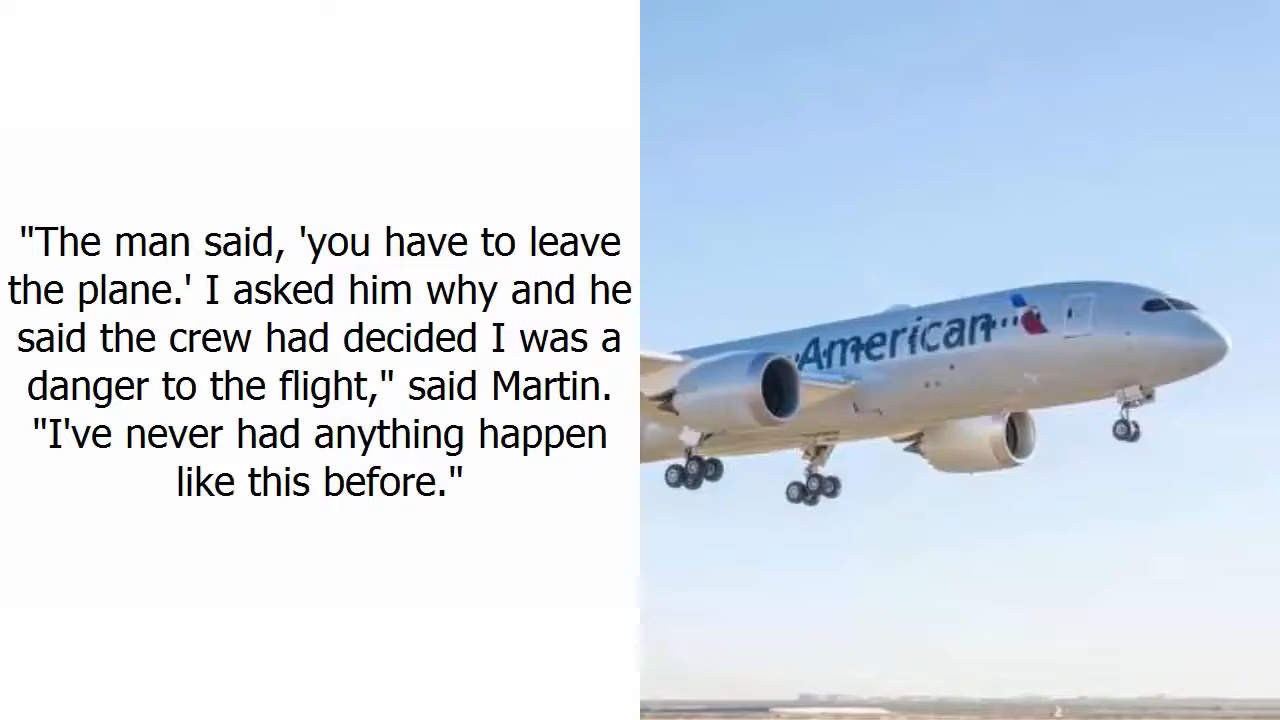 "The man said, 'you have to leave
the plane.' I asked him why and he
said the crew had decided I was a
danger to the flight," said Martin.
"I've never had anything happen
like this before."
American